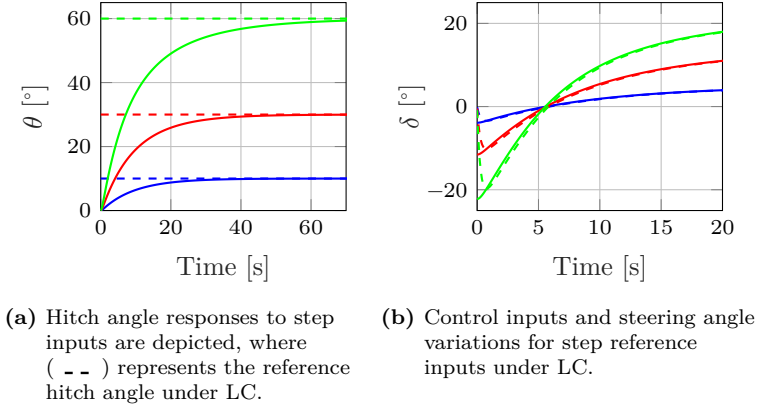 60
40
20
0
θ [°]
0 20 40 60
Time [s]
20
0
−20
δ [°]
0 5 10 15 20
Time [s]
(a) Hitch angle responses to step
inputs are depicted, where
( - - ) represents the reference
hitch angle under LC.
(b) Control inputs and steering angle
variations for step reference
inputs under LC.